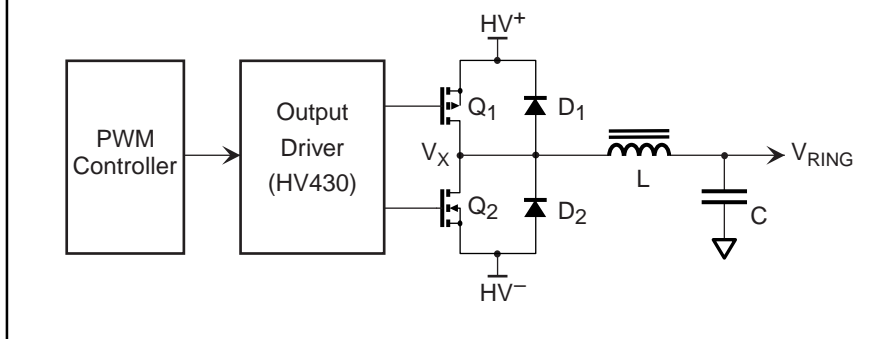 HV+
PWM
Controller
Output
Driver
(HV430)
Q1
D1
VX
L
VRING
Q2
D2
C
HV–